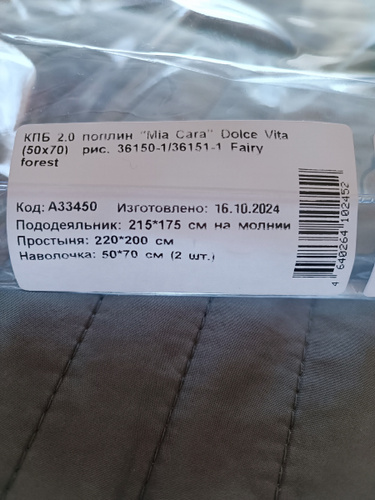 КПБ 2.0 поплин "Mia Cara" Dolce Vita
(50х70) рис. 36150-1/36151-1 Fairy
forest
Код: А33450 Изготовлено: 16.10.2024
Пододеяльник: 215*175 см на молнии
Простыня: 220*200 см
Наволочка: 50*70 см (2 шт.)
4 640264 102452